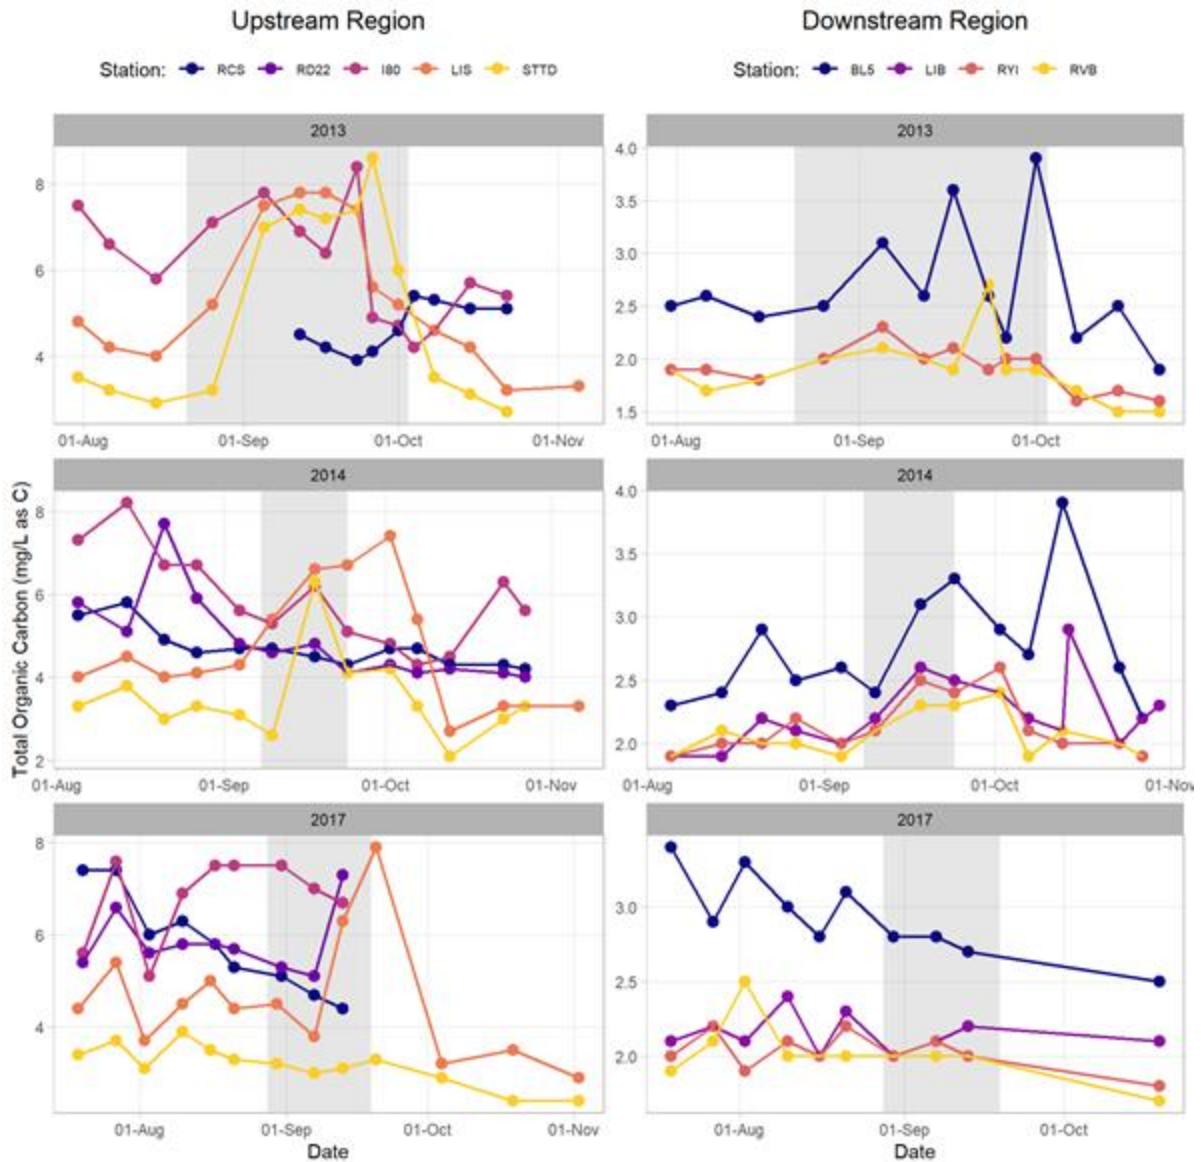 Upstream Region
Downstream Region
Station: RCS RD22 I80 LIS STTD
Station: BL5 LIB RYI RVB
Total Organic Carbon (mg/L as C)
2013
8
6
4
01-Aug 01-Sep 01-Oct 01-Nov
2013
4.0
3.5
3.0
2.5
2.0
1.5
01-Aug 01-Sep 01-Oct
2014
8
6
4
2
01-Aug 01-Sep 01-Oct 01-Nov
2014
4.0
3.5
3.0
2.5
2.0
01-Aug 01-Sep 01-Oct 01-Nov
2017
8
6
4
01-Aug 01-Sep 01-Oct 01-Nov
Date
2017
3.0
2.5
2.0
01-Aug 01-Sep 01-Oct
Date